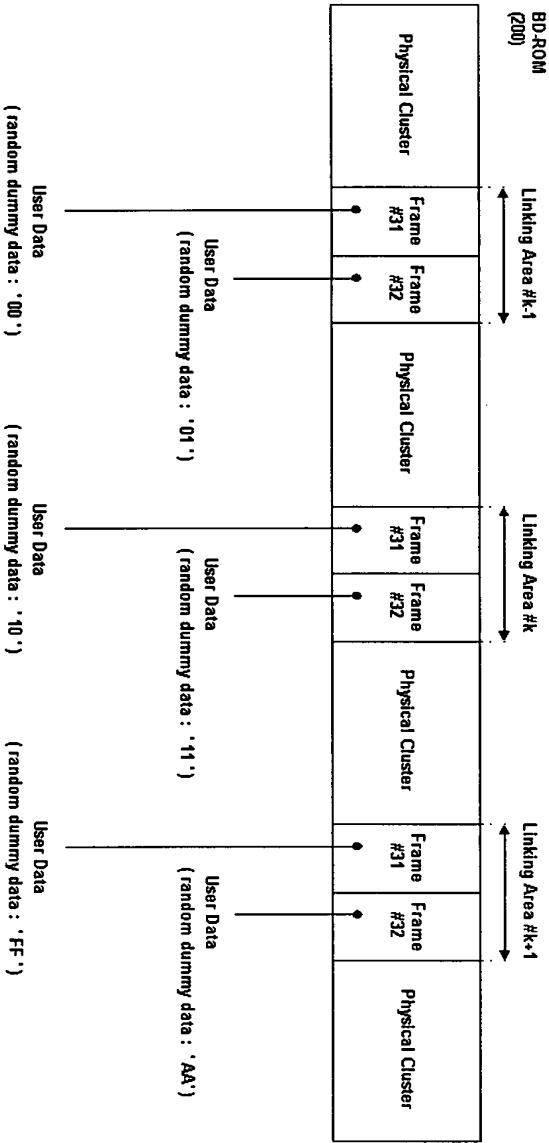 BD-ROM
(200)
Linking Area #k-1
Linking Area #k
Linking Area #k+1
Physical Cluster
Frame
#31
Frame
#32
Physical Cluster
Frame
#31
Frame
#32
Physical Cluster
Frame
#31
Frame
#32
Physical Cluster
User Data
( random dummy data : '01 ' )
User Data
( random dummy data : '11 ' )
User Data
( random dummy data : 'AA')
User Data
( random dummy data : '00 ' )
User Data
( random dummy data : '10 ' )
User Data
( random dummy data : 'FF ' )